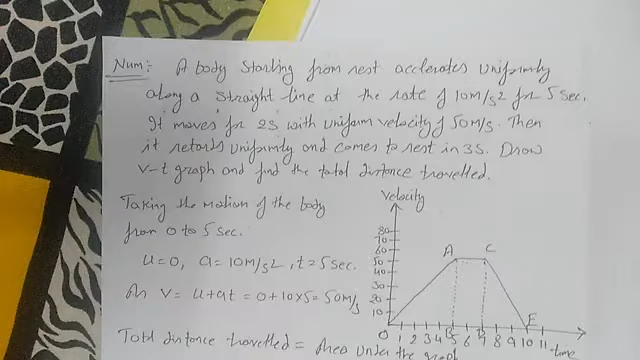 Num:- A body starting from rest accelerates uniformly
along a straight line at the rate of 10m/s2 for 5 sec.
It moves for 2s with uniform velocity of 50m/s. Then
it retards uniformly and comes to rest in 3s. Draw
v-t graph and find the total distance travelled.
Taking the motion of the body
from 0 to 5 sec.
u=0, a=10m/s2, t=5sec.
As v = u+at = 0+10x5=50m/s
Total distance travelled = Area under the graph
Velocity
80
70
60
50
40
30
20
10
A C
E
O 1 2 3 4 5 6 7 8 9 10 11 time